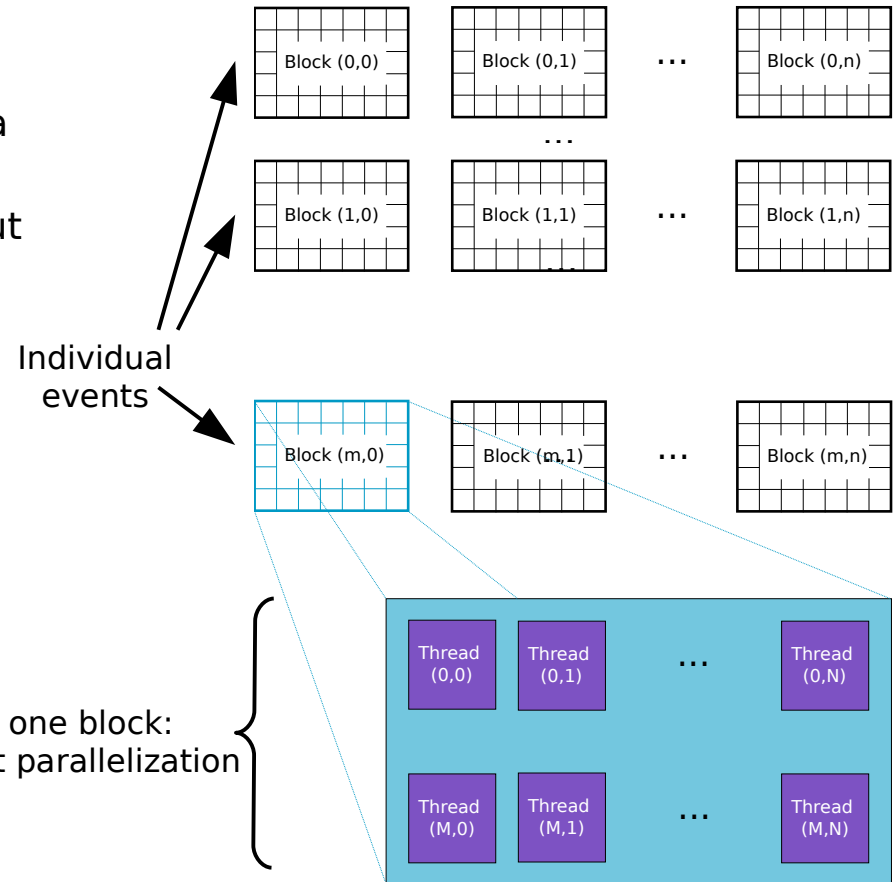 Block (0,0) Block (0,1) ... Block (0,n)
a
...
Block (1,0) Block (1,1) ... Block (1,n)
ut
...
Individual
events
Block (m,0) Block (m,1) ... Block (m,n)
...
Thread Thread ... Thread
(0,0) (0,1) (0,N)
one block:
t parallelization
Thread Thread ... Thread
(M,0) (M,1) (M,N)